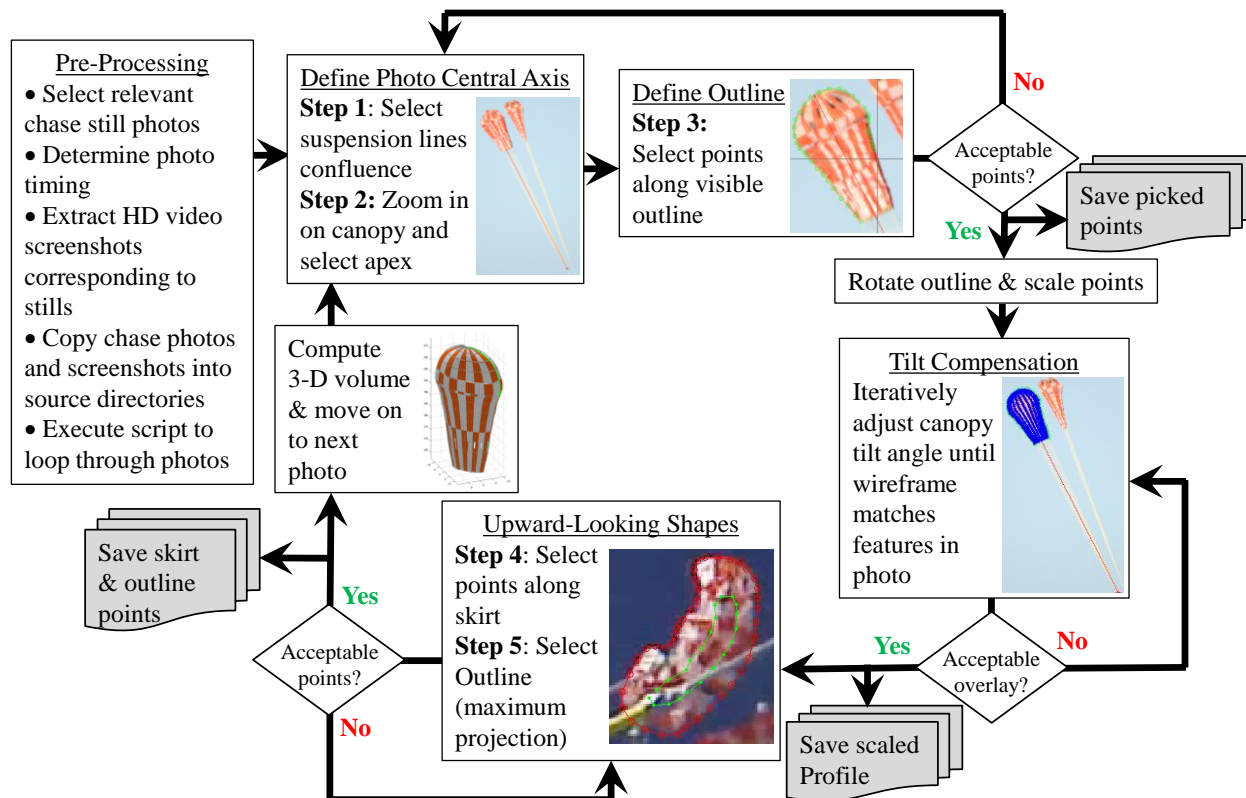 Pre-Processing
• Select relevant
chase still photos
• Determine photo
timing
• Extract HD video
screenshots
corresponding to
stills
• Copy chase photos
and screenshots into
source directories
• Execute script to
loop through photos
Define Photo Central Axis
Step 1: Select
suspension lines
confluence
Step 2: Zoom in
on canopy and
select apex
Define Outline
Step 3:
Select points
along visible
outline
No
Acceptable
points?
Yes
Save picked
points
Rotate outline & scale points
Tilt Compensation
Iteratively
adjust canopy
tilt angle until
wireframe
matches
features in
photo
Yes
No
Acceptable
overlay?
Save scaled
Profile
Upward-Looking Shapes
Step 4: Select
points along
skirt
Step 5: Select
Outline
(maximum
projection)
Acceptable
points?
No
Yes
Save skirt
& outline
points
Compute
3-D volume
& move on
to next
photo